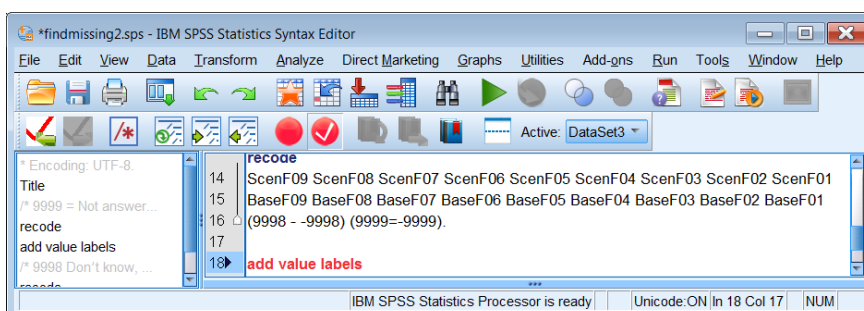 *findmissing2.sps - IBM SPSS Statistics Syntax Editor
File Edit View Data Transform Analyze Direct Marketing Graphs Utilities Add-ons Run Tools Window Help
Active: DataSet3
* Encoding: UTF-8.
Title
/* 9999 = Not answer...
recode
add value labels
/* 9998 Don't know, ...
recode
recode
14 ScenF09 ScenF08 ScenF07 ScenF06 ScenF05 ScenF04 ScenF03 ScenF02 ScenF01
15 BaseF09 BaseF08 BaseF07 BaseF06 BaseF05 BaseF04 BaseF03 BaseF02 BaseF01
16 (9998 - -9998) (9999=-9999).
17
18 add value labels
IBM SPSS Statistics Processor is ready Unicode:ON In 18 Col 17 NUM